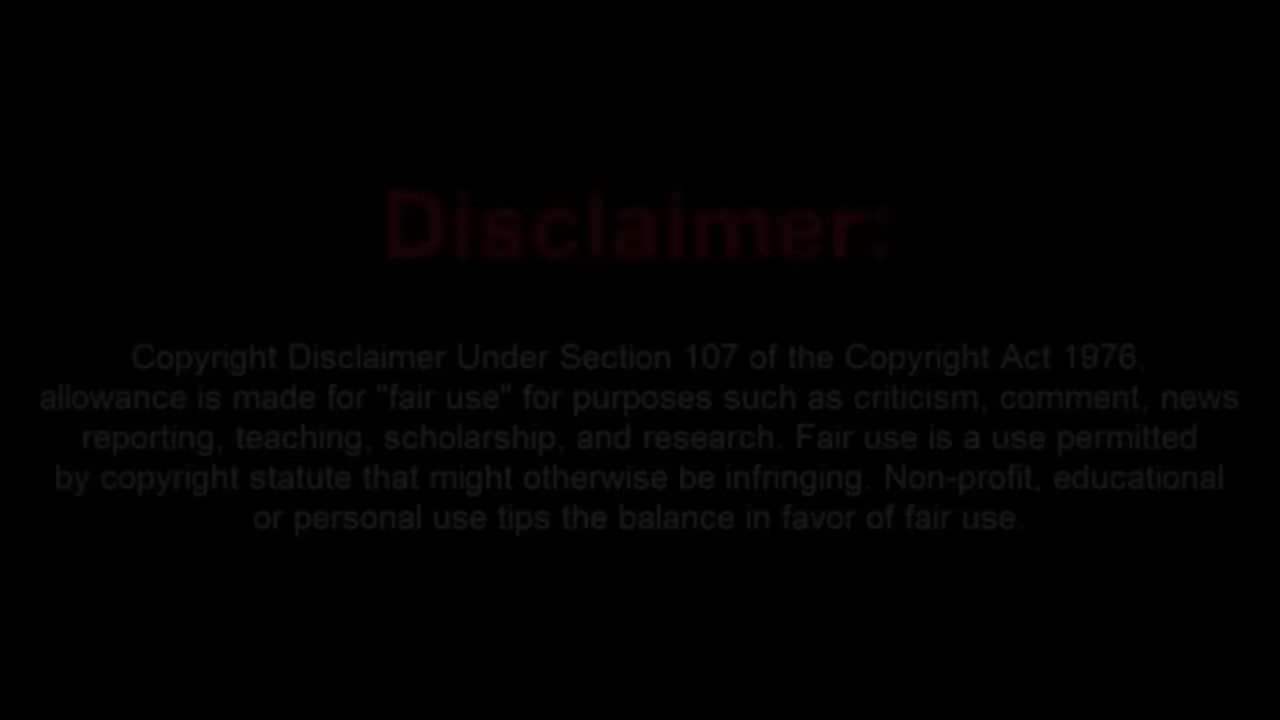 Disclaimer:
Copyright Disclaimer Under Section 107 of the Copyright Act 1976,
allowance is made for "fair use" for purposes such as criticism, comment, news
reporting, teaching, scholarship, and research. Fair use is a use permitted
by copyright statute that might otherwise be infringing. Non-profit, educational
or personal use tips the balance in favor of fair use.